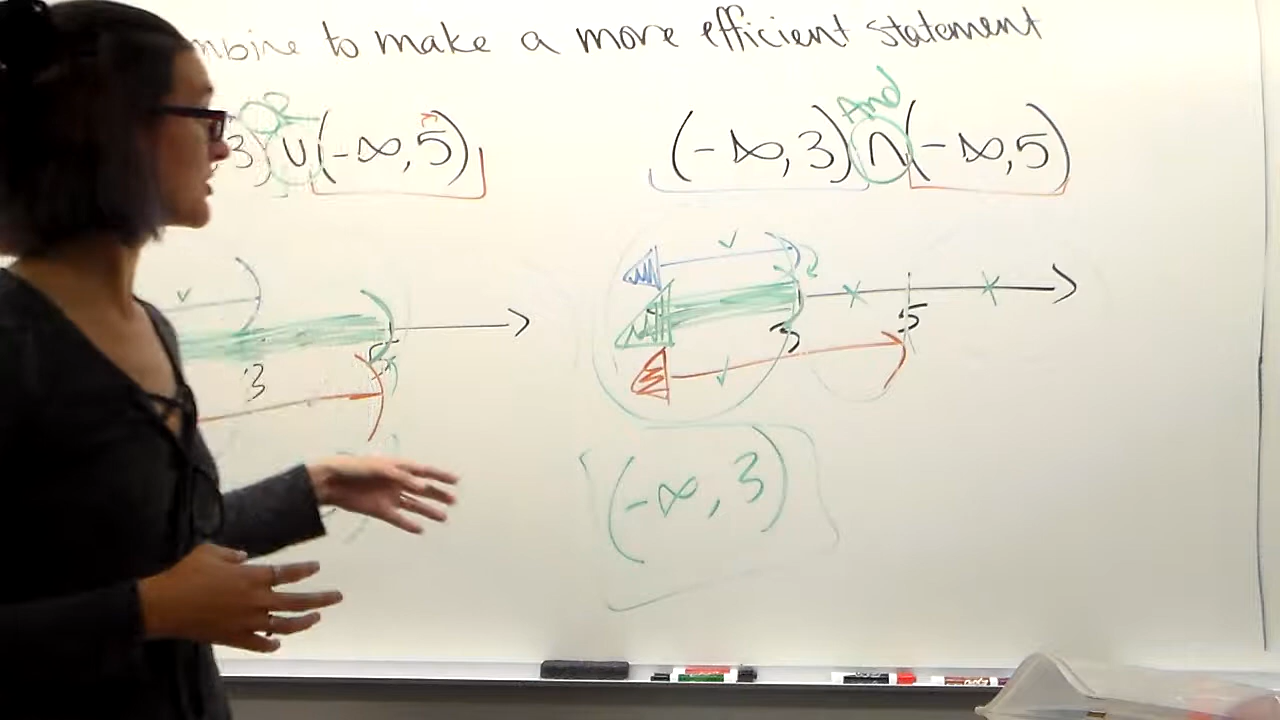 to make a more efficient statement
3) ∪ (-∞, 5)
And
(-∞, 3) ∩ (-∞, 5)
3 5
3 5
(-∞, 3)